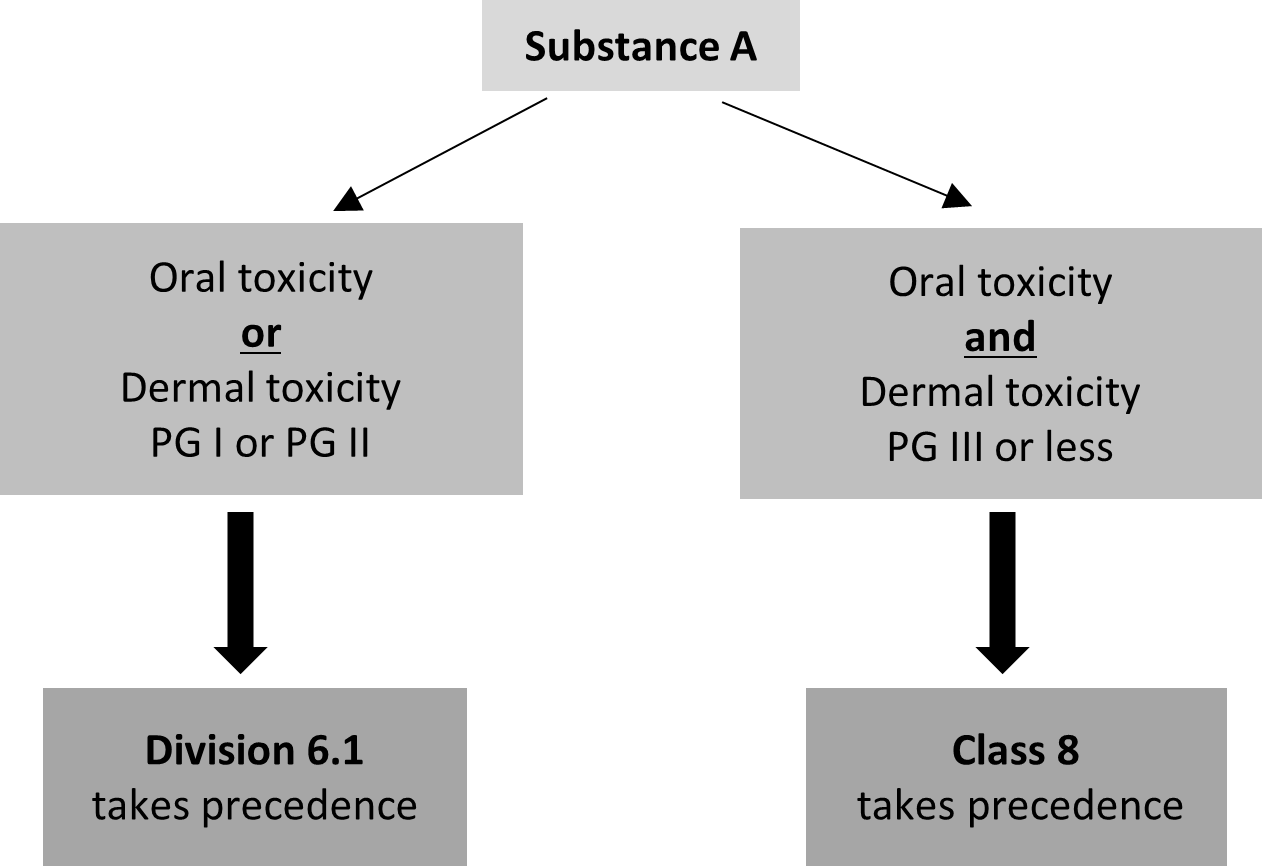 Substance A
Oral toxicity
or
Dermal toxicity
PG I or PG II
Oral toxicity
and
Dermal toxicity
PG III or less
Division 6.1
takes precedence
Class 8
takes precedence